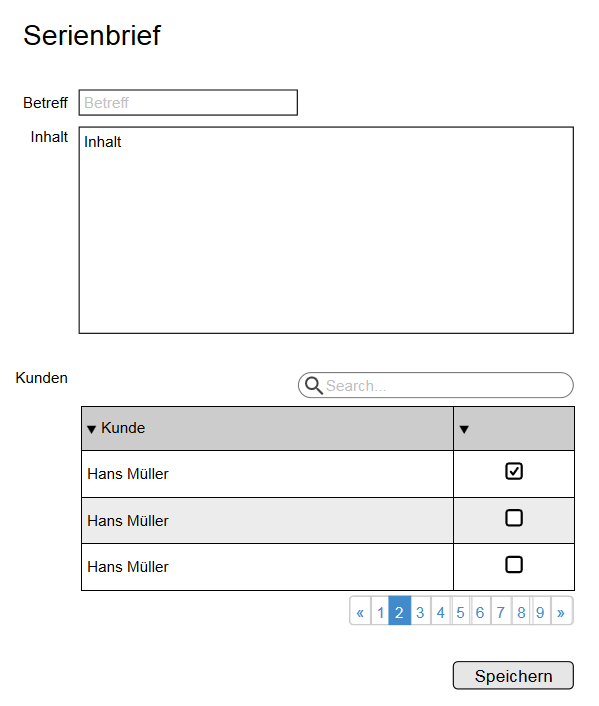 Serienbrief
Betreff Betreff
Inhalt Inhalt
Kunden Search...
▼ Kunde ▼
Hans Müller
Hans Müller
Hans Müller
« 1 2 3 4 5 6 7 8 9 »
Speichern